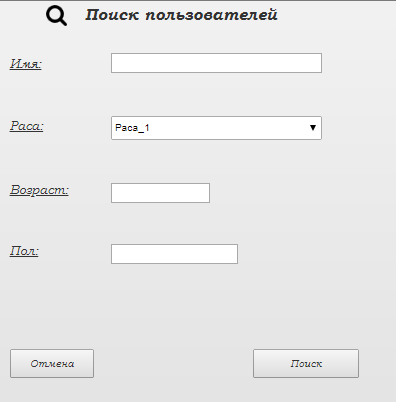 Поиск пользователей
Имя:
Раса:
Раса_1
Возраст:
Пол:
Отмена
Поиск